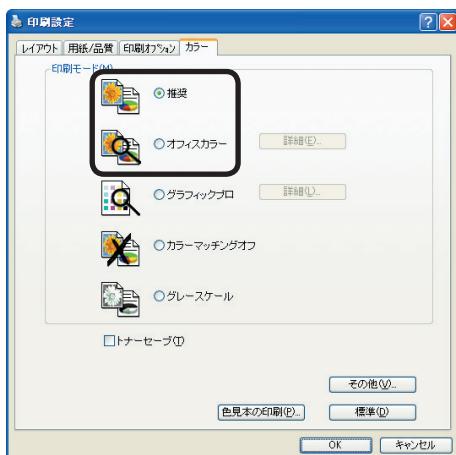 印刷設定
レイアウト 用紙/品質 印刷オプション カラー
印刷モード(M)
推奨
オフィスカラー 詳細(E)...
グラフィックプロ 詳細(L)...
カラーマッチングオフ
グレースケール
トナーセーブ(T)
その他(V)...
色見本の印刷(P)... 標準(D)
OK キャンセル